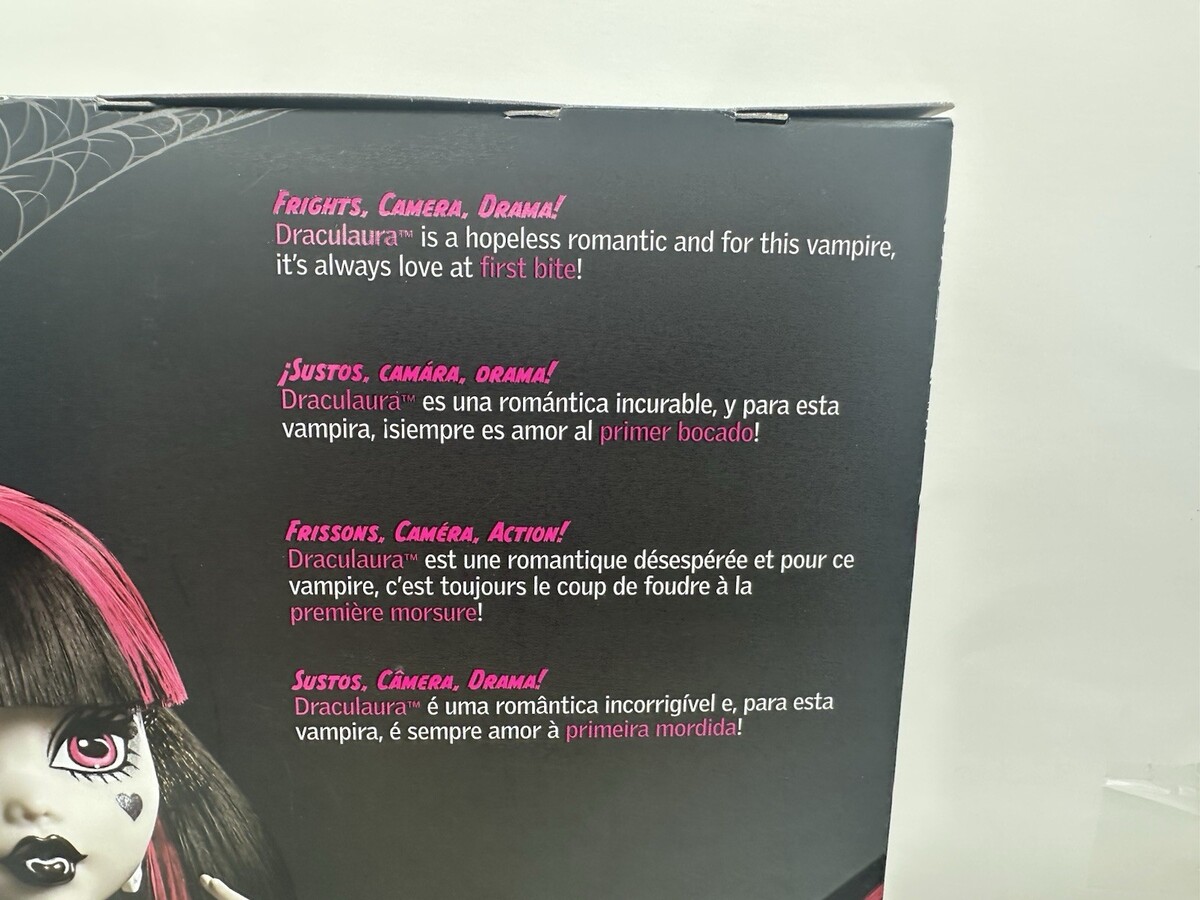 FRIGHTS, CAMERA, DRAMA!
Draculaura™ is a hopeless romantic and for this vampire,
it's always love at first bite!
¡SUSTOS, CAMÁRA, DRAMA!
Draculaura™ es una romántica incurable, y para esta
vampira, ¡siempre es amor al primer bocado!
FRISSONS, CAMÉRA, ACTION!
Draculaura™ est une romantique désespérée et pour ce
vampire, c'est toujours le coup de foudre à la
première morsure!
SUSTOS, CÂMERA, DRAMA!
Draculaura™ é uma romântica incorrigível e, para esta
vampira, é sempre amor à primeira mordida!